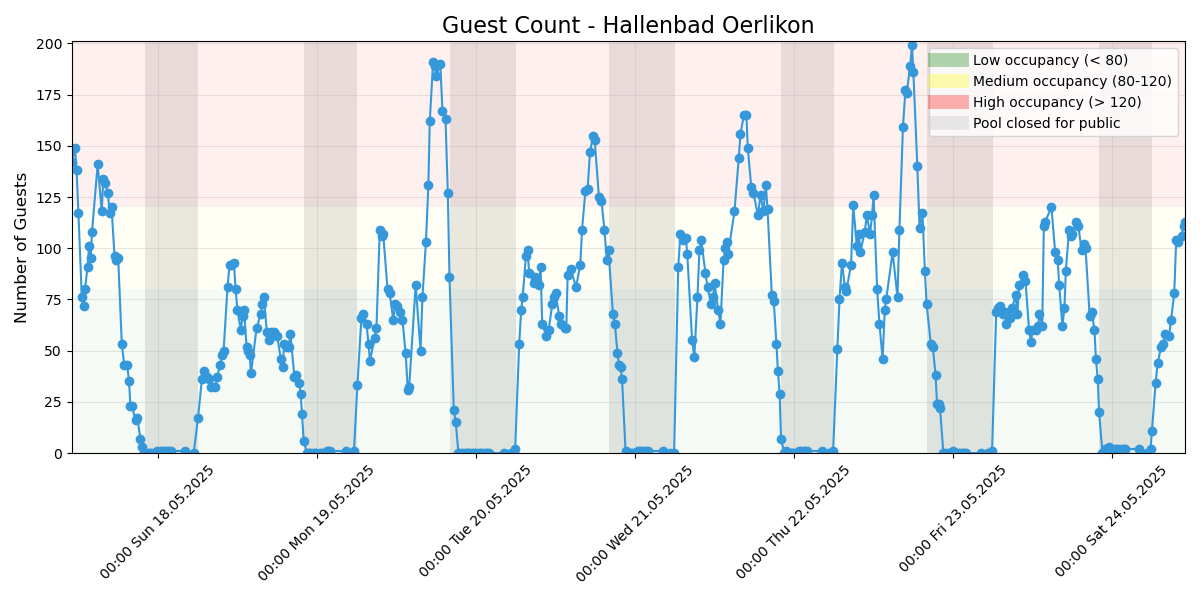 Guest Count - Hallenbad Oerlikon
Number of Guests
200
175
150
125
100
75
50
25
0
Low occupancy (< 80)
Medium occupancy (80-120)
High occupancy (> 120)
Pool closed for public
00:00 Sun 18.05.2025
00:00 Mon 19.05.2025
00:00 Tue 20.05.2025
00:00 Wed 21.05.2025
00:00 Thu 22.05.2025
00:00 Fri 23.05.2025
00:00 Sat 24.05.2025